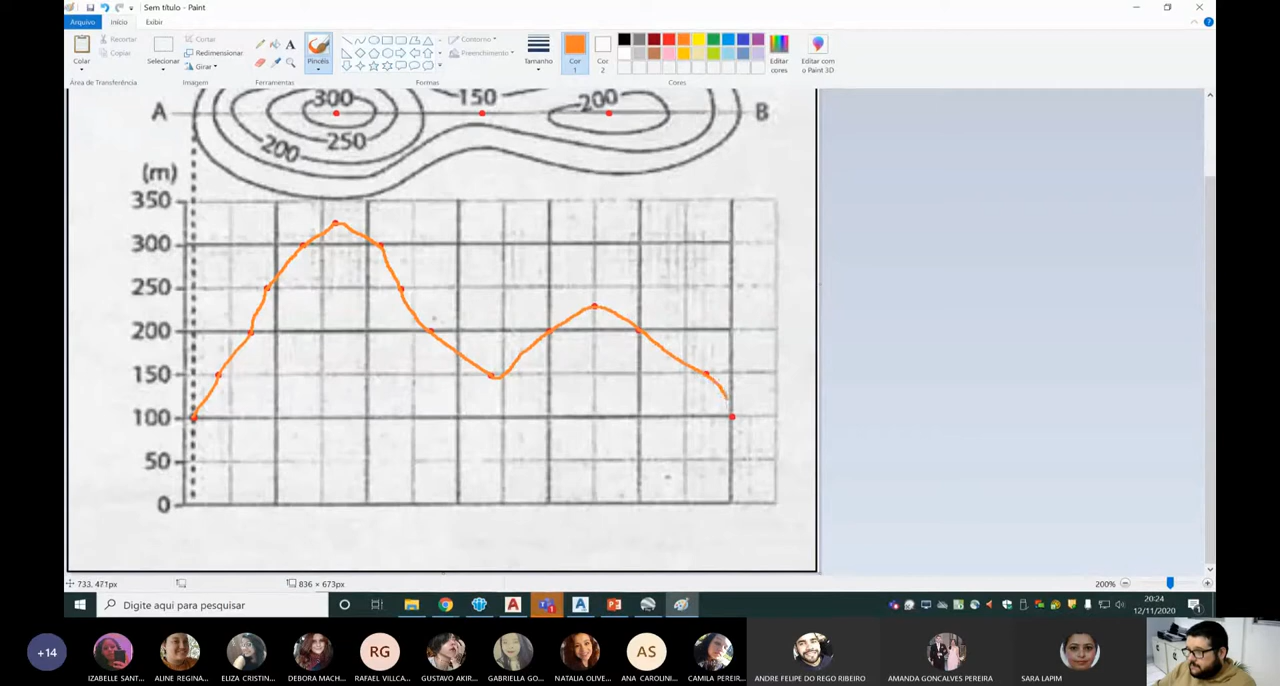 Sem título - Paint
Arquivo
Início
Exibir
Colar
Recortar
Copiar
Selecionar
Redimensionar
Girar
A
Pincéis
Contorno
Preenchimento
Tamanho
Cor
1
Cor
2
Editar
cores
Editar com
o Paint 3D
Área de Transferência
Imagem
Ferramentas
Formas
Cores
300
150
200
A
B
200
250
(m)
350
300
250
200
150
100
50
0
733, 471px
836 × 673px
200%
Digite aqui para pesquisar
20:24
12/11/2020
+14
RG
AS
IZABELLE SANT...
ALINE REGINA...
ELIZA CRISTIN...
DEBORA MACH...
RAFAEL VILLCA...
GUSTAVO AKIR...
GABRIELLA GO...
NATALIA OLIVE...
ANA CAROLINI...
CAMILA PEREIR...
ANDRE FELIPE DO REGO RIBEIRO
AMANDA GONCALVES PEREIRA
SARA LAPIM